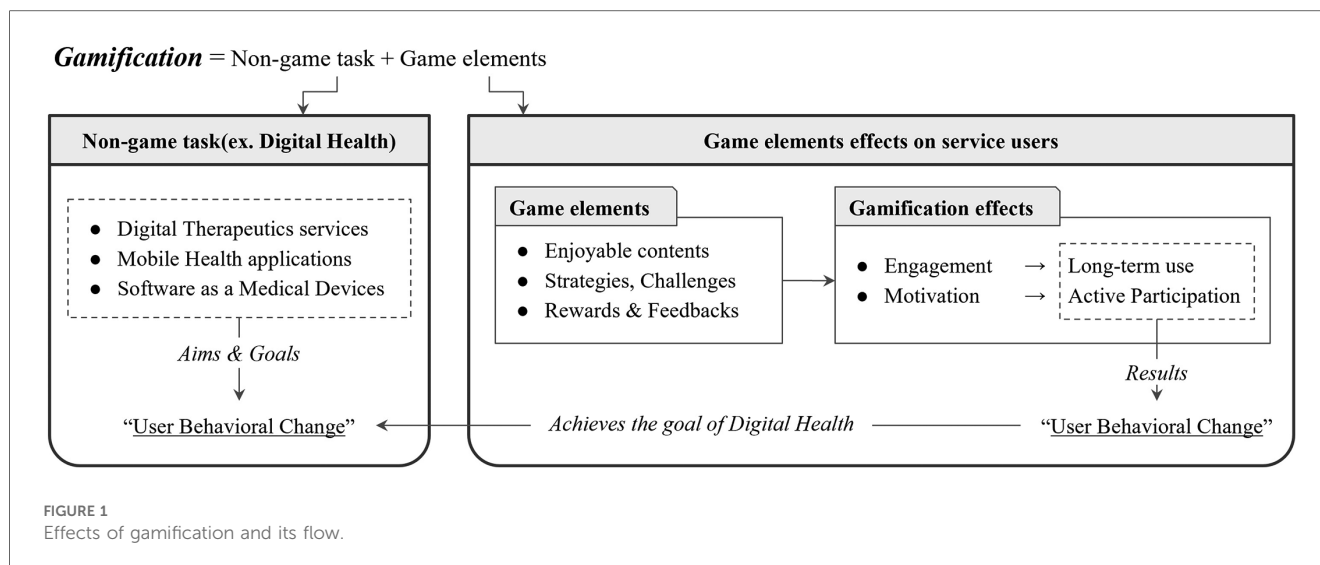 Gamification = Non-game task + Game elements
Non-game task(ex. Digital Health)
● Digital Therapeutics services
● Mobile Health applications
● Software as a Medical Devices
Aims & Goals
“User Behavioral Change”
Game elements effects on service users
Game elements
● Enjoyable contents
● Strategies, Challenges
● Rewards & Feedbacks
Gamification effects
● Engagement → Long-term use
● Motivation → Active Participation
Results
“User Behavioral Change”
Achieves the goal of Digital Health
FIGURE 1
Effects of gamification and its flow.